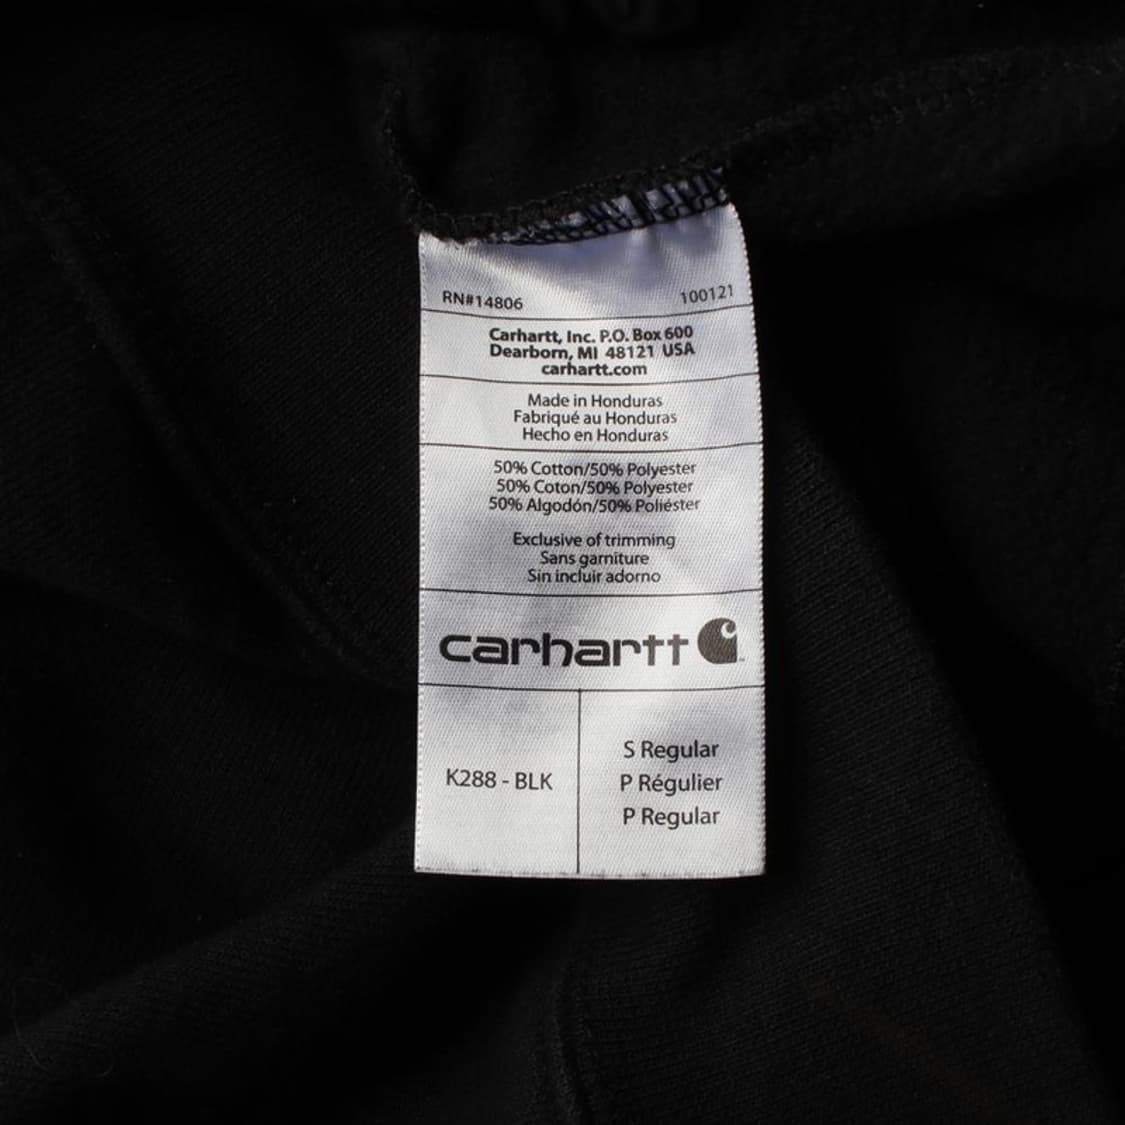 RN#14806 100121
Carhartt, Inc. P.O. Box 600
Dearborn, MI 48121 USA
carhartt.com
Made in Honduras
Fabriqué au Honduras
Hecho en Honduras
50% Cotton/50% Polyester
50% Coton/50% Polyester
50% Algodón/50% Poliéster
Exclusive of trimming
Sans garniture
Sin incluir adorno
carhartt
K288 - BLK
S Regular
P Régulier
P Regular